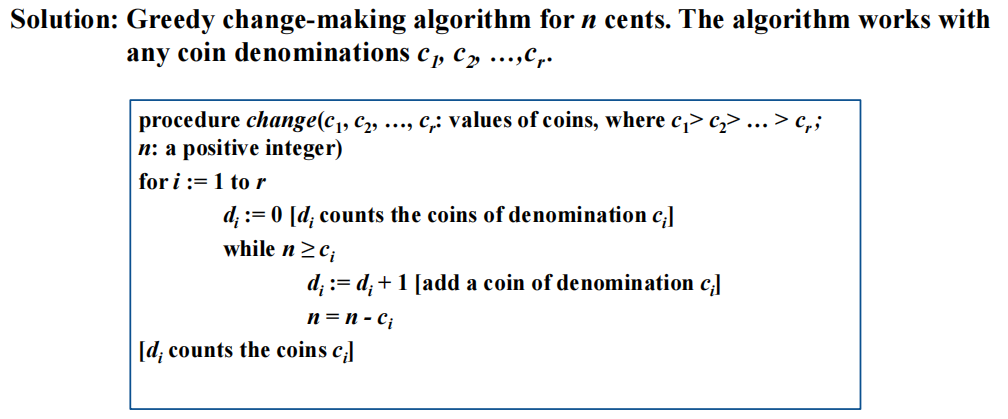 Solution: Greedy change-making algorithm for n cents. The algorithm works with
any coin denominations c₁, c₂, …,cᵣ.
procedure change(c₁, c₂, …, cᵣ: values of coins, where c₁> c₂> … > cᵣ;
n: a positive integer)
for i := 1 to r
dᵢ := 0 [dᵢ counts the coins of denomination cᵢ]
while n ≥ cᵢ
dᵢ := dᵢ + 1 [add a coin of denomination cᵢ]
n = n - cᵢ
[dᵢ counts the coins cᵢ]